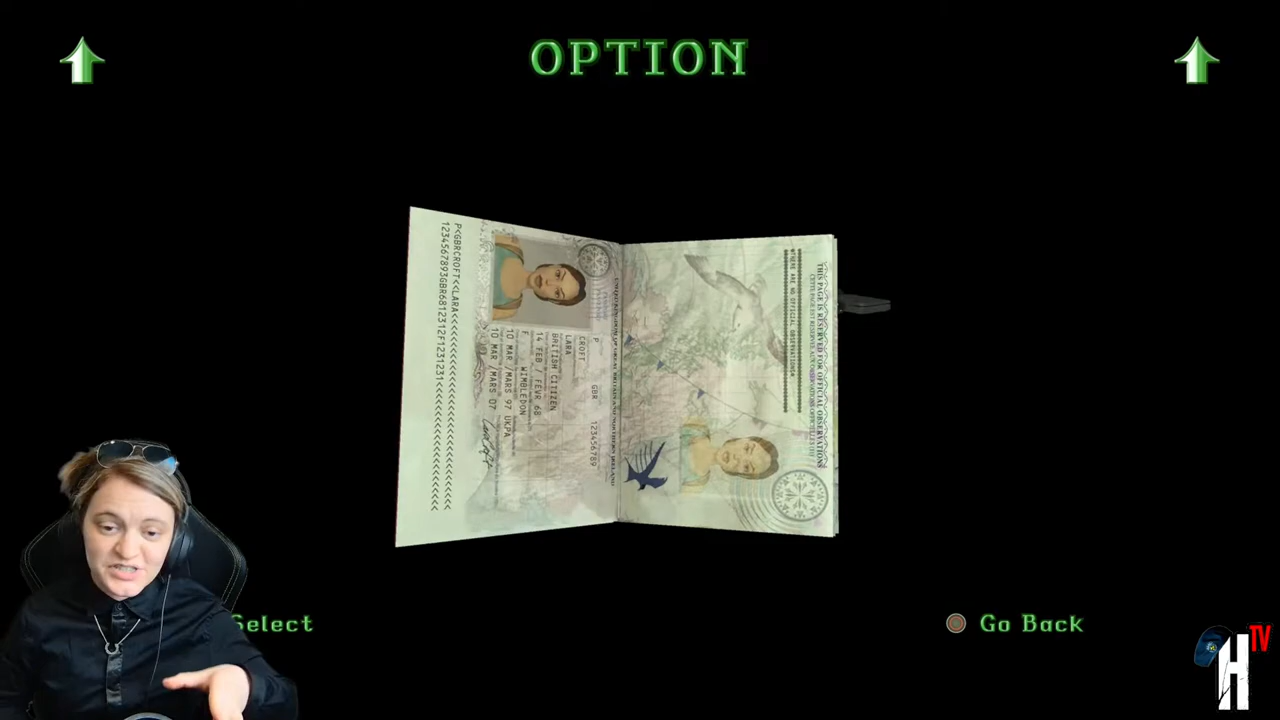 OPTION
P<GBRCROFT<<LARA<<<<<<<<<<<<<<<<<<<<<<<<<<<<
1234567893GBR6812312F1231231<<<<<<<<<<<<<<
P GBR 123456789
CROFT
LARA
BRITISH CITIZEN
14 FEB / FEVR 68
F WIMBLEDON
10 MAR /MARS 97 UKPA
10 MAR /MARS 07
THIS PAGE IS RESERVED FOR OFFICIAL OBSERVATIONS
THERE ARE NO OFFICIAL OBSERVATIONS
Select
Go Back
H TV